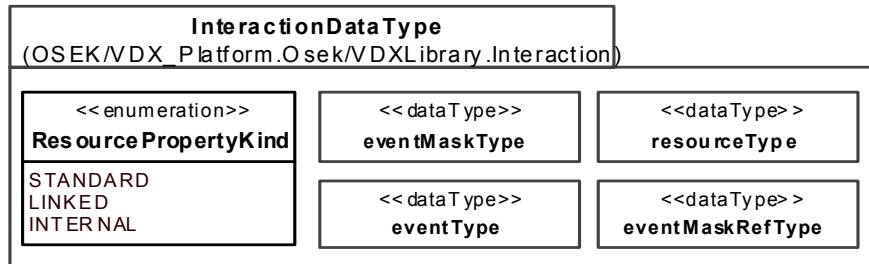 InteractionDataType
(OSEK/VDX_Platform.Osek/VDXLibrary.Interaction)
<<enumeration>>
ResourcePropertyKind
STANDARD
LINKED
INTERNAL
<<dataType>>
eventMaskType
<<dataType>>
resourceType
<<dataType>>
eventType
<<dataType>>
eventMaskRefType